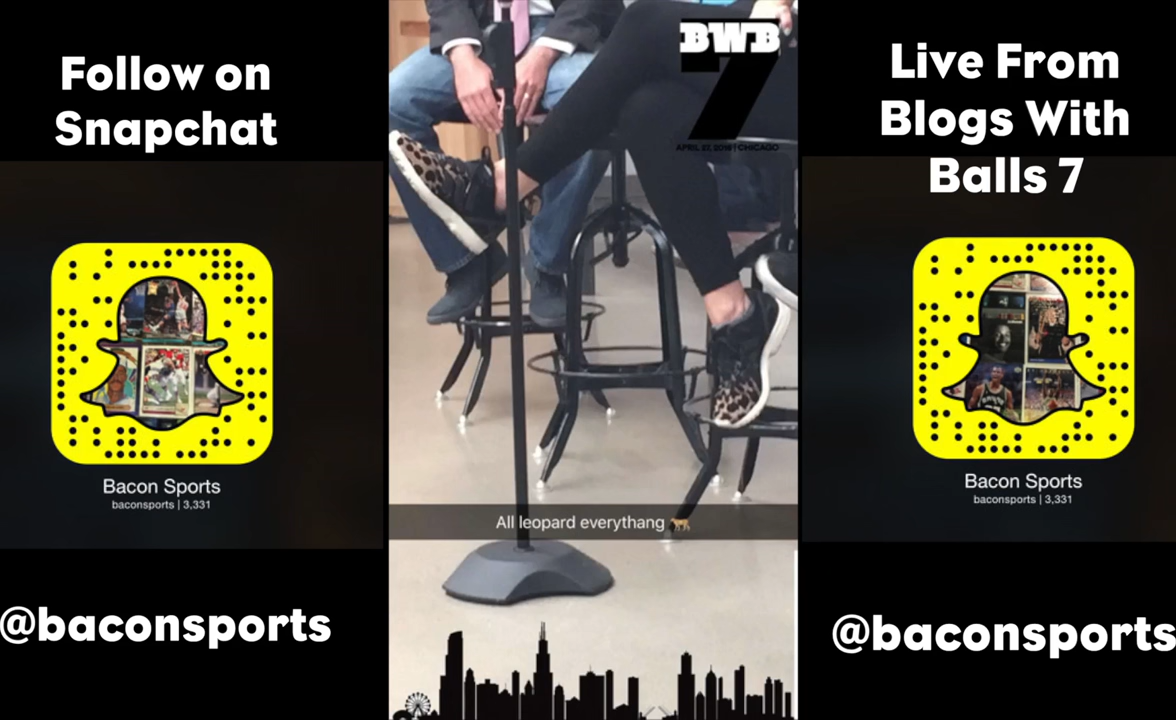 Follow on
Snapchat
Bacon Sports
baconsports | 3,331
@baconsports
BWB
7
APRIL 27, 2016 | CHICAGO
All leopard everythang 🐆
Live From
Blogs With
Balls 7
Bacon Sports
baconsports | 3,331
@baconsports